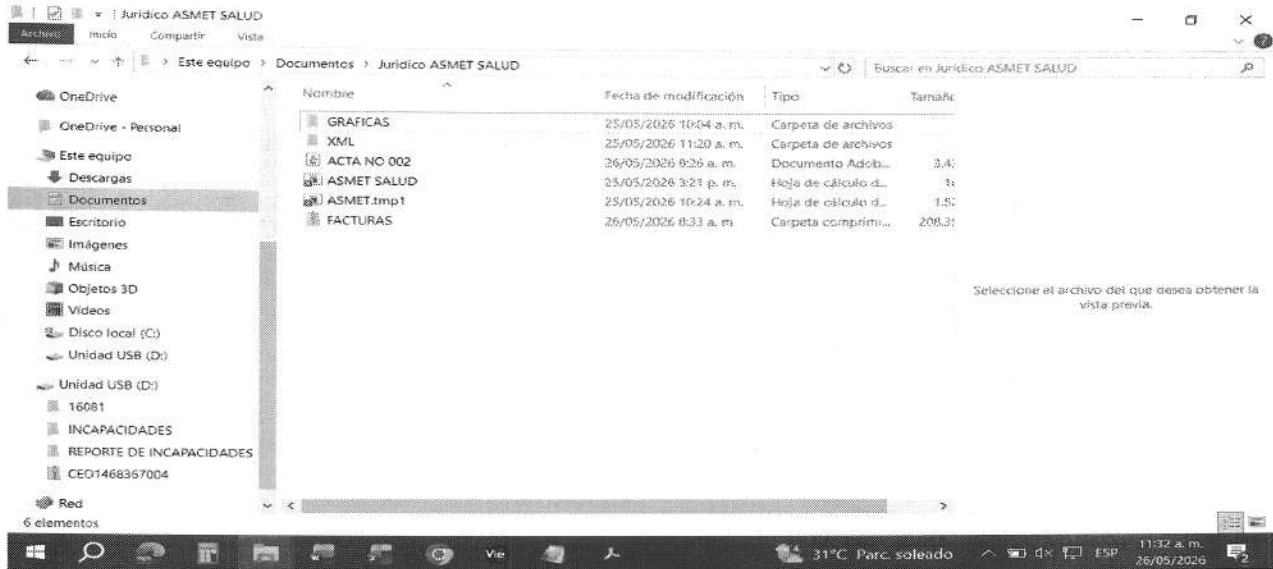 Juridico ASMET SALUD
Archivo Inicio Compartir Vista
Este equipo > Documentos > Juridico ASMET SALUD
Buscar en Juridico ASMET SALUD
OneDrive
OneDrive - Personal
Este equipo
Descargas
Documentos
Escritorio
Imágenes
Música
Objetos 3D
Vídeos
Disco local (C:)
Unidad USB (D:)
Unidad USB (D:)
16081
INCAPACIDADES
REPORTE DE INCAPACIDADES
CEO1468367004
Red
Nombre Fecha de modificación Tipo Tamañc
GRAFICAS 25/05/2026 10:04 a. m. Carpeta de archivos
XML 25/05/2026 11:20 a. m. Carpeta de archivos
ACTA NO 002 26/05/2026 9:26 a. m. Documento Adob...
ASMET SALUD 25/05/2026 3:21 p. m. Hoja de cálculo d...
ASMET.tmp1 25/05/2026 10:24 a. m. Hoja de cálculo d...
FACTURAS 26/05/2026 8:33 a. m Carpeta comprimi...
Seleccione el archivo del que desea obtener la
vista previa.
6 elementos
Vie
31°C Parc. soleado ESP
11:32 a. m.
26/05/2026
2